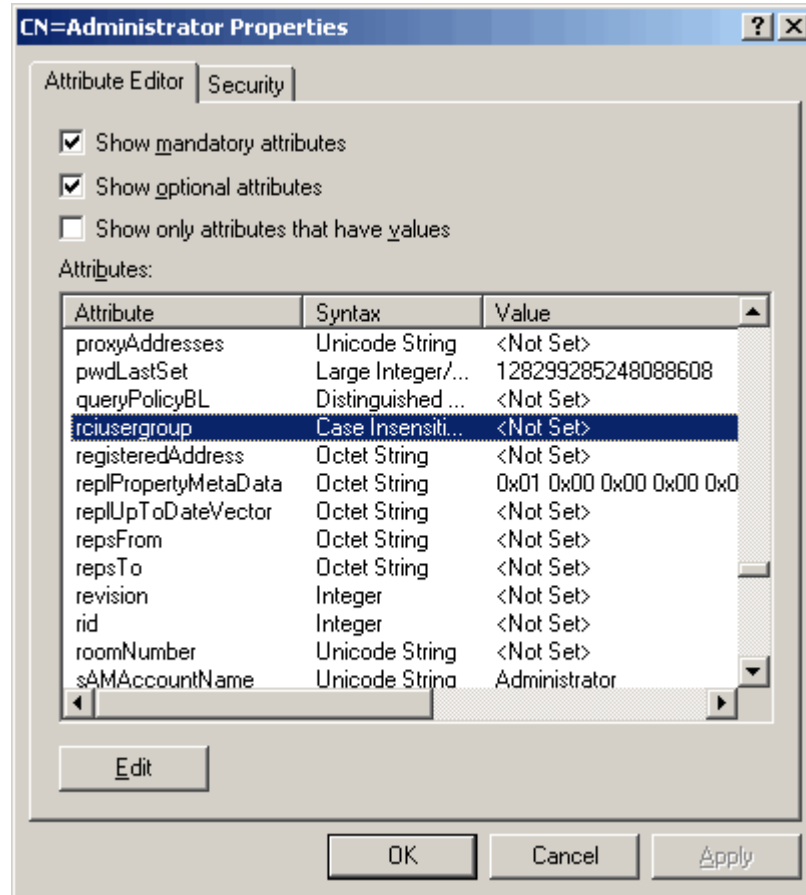 CN=Administrator Properties
Attribute Editor Security
Show mandatory attributes
Show optional attributes
Show only attributes that have values
Attributes:
Attribute Syntax Value
proxyAddresses Unicode String <Not Set>
pwdLastSet Large Integer/... 128299285248088608
queryPolicyBL Distinguished ... <Not Set>
rciusergroup Case Insensiti... <Not Set>
registeredAddress Octet String <Not Set>
replPropertyMetaData Octet String 0x01 0x00 0x00 0x00 0x0
replUpToDateVector Octet String <Not Set>
repsFrom Octet String <Not Set>
repsTo Octet String <Not Set>
revision Integer <Not Set>
rid Integer <Not Set>
roomNumber Unicode String <Not Set>
sAMAccountName Unicode String Administrator
Edit
OK Cancel Apply